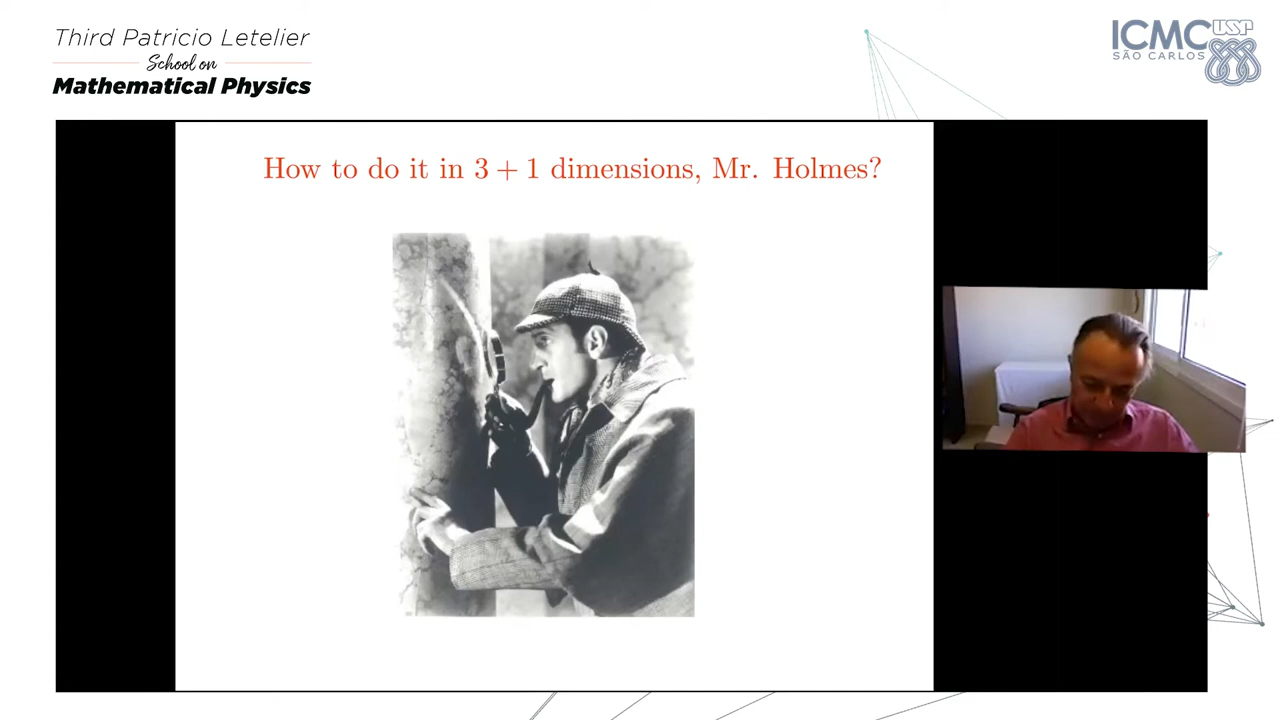 Third Patricio Letelier
School on
Mathematical Physics
ICMC USP
SÃO CARLOS
How to do it in 3 + 1 dimensions, Mr. Holmes?